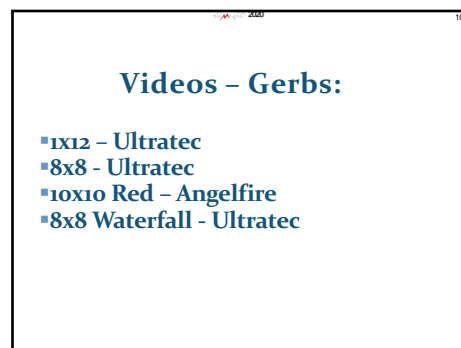 2020
Videos – Gerbs:
▪1x12 – Ultratec
▪8x8 - Ultratec
▪10x10 Red – Angelfire
▪8x8 Waterfall - Ultratec